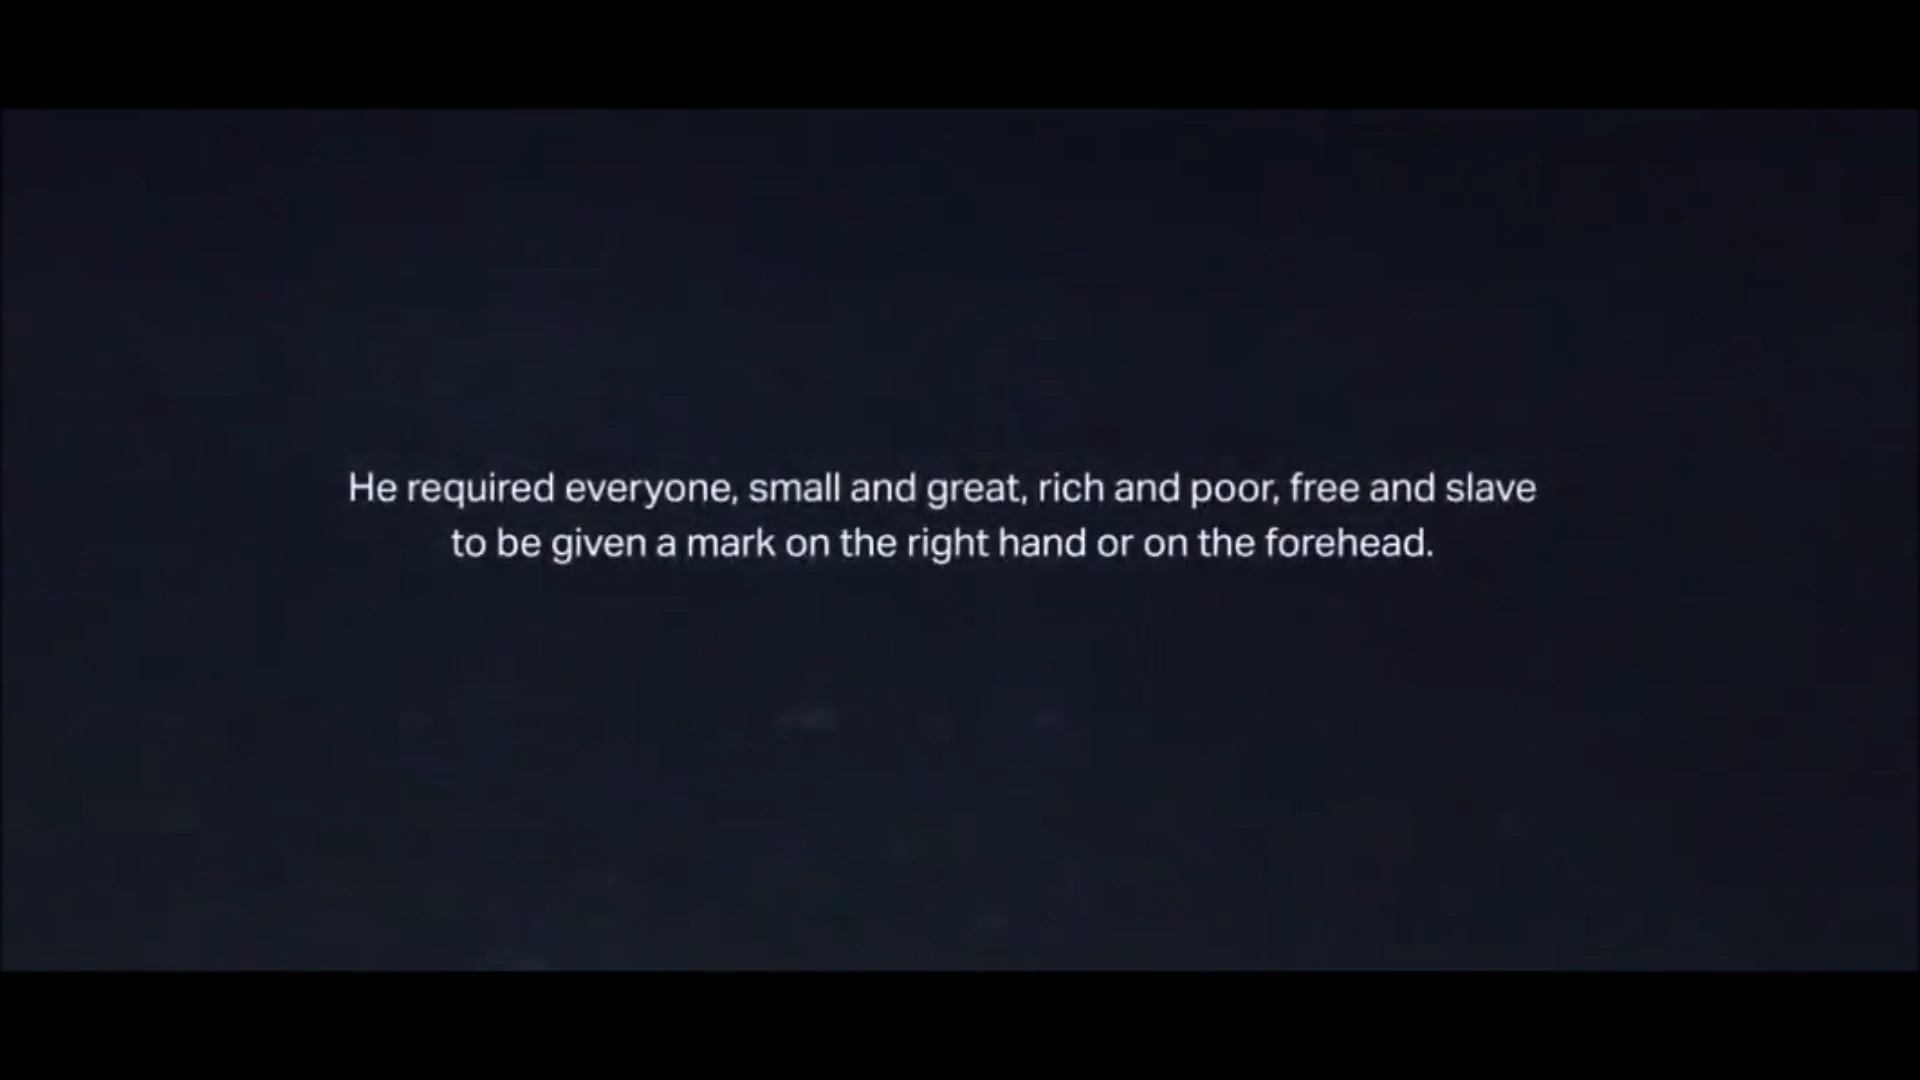 He required everyone, small and great, rich and poor, free and slave
to be given a mark on the right hand or on the forehead.